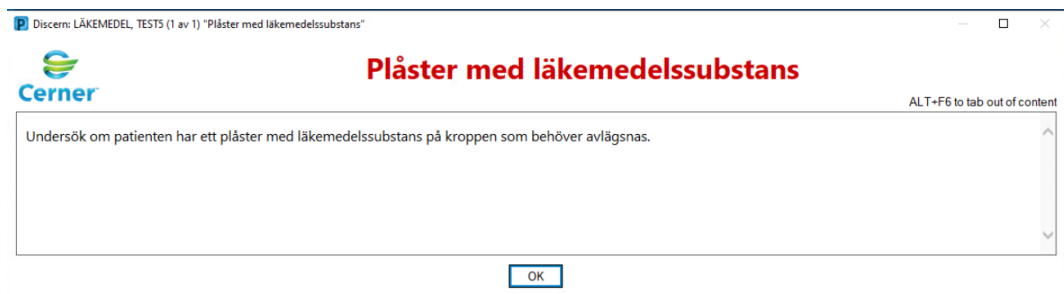 Discern: LÄKEMEDEL, TEST5 (1 av 1) "Plåster med läkemedelssubstans"
Cerner
Plåster med läkemedelssubstans
ALT+F6 to tab out of content
Undersök om patienten har ett plåster med läkemedelssubstans på kroppen som behöver avlägsnas.
OK